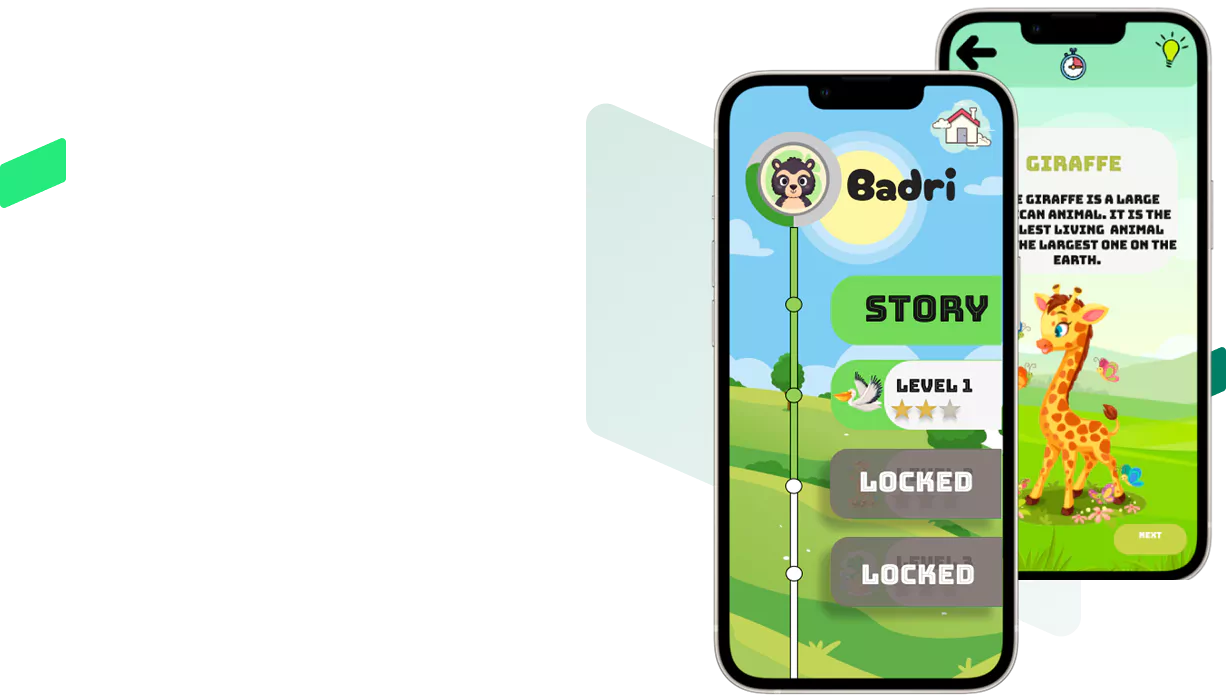 Badri
STORY
LEVEL 1
LOCKED
LOCKED
GIRAFFE
GIRAFFE IS A LARGE
CAN ANIMAL. IT IS THE
LEST LIVING ANIMAL
HE LARGEST ONE ON THE
EARTH.
NEXT